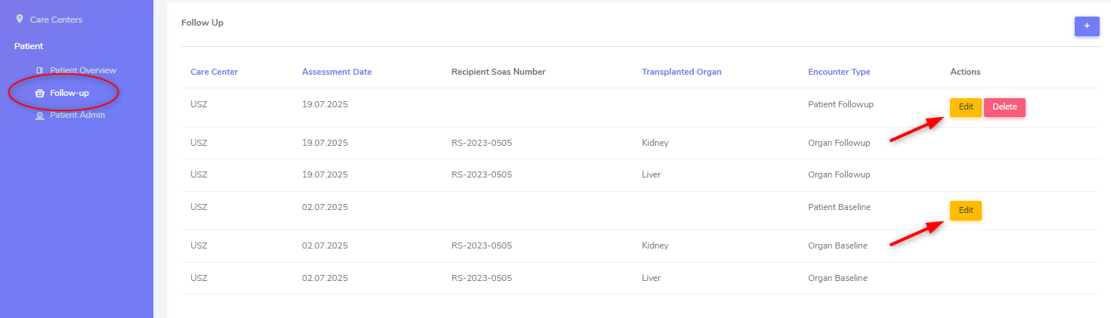 Care Centers
Patient
Patient Overview
Follow-up
Patient Admin
Follow Up
+
Care Center Assessment Date Recipient Soas Number Transplanted Organ Encounter Type Actions
USZ 19.07.2025 Patient Followup Edit Delete
USZ 19.07.2025 RS-2023-0505 Kidney Organ Followup
USZ 19.07.2025 RS-2023-0505 Liver Organ Followup
USZ 02.07.2025 Patient Baseline Edit
USZ 02.07.2025 RS-2023-0505 Kidney Organ Baseline
USZ 02.07.2025 RS-2023-0505 Liver Organ Baseline